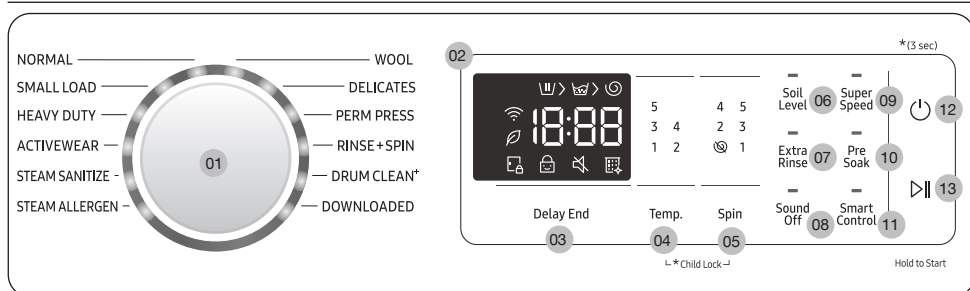 NORMAL
SMALL LOAD
HEAVY DUTY
ACTIVEWEAR
STEAM SANITIZE
STEAM ALLERGEN
01
WOOL
DELICATES
PERM PRESS
RINSE+SPIN
DRUM CLEAN+
DOWNLOADED
02
18:88
Delay End
03
5
3 4
1 2
Temp.
04
4 5
2 3
1
Spin
05
*Child Lock
Soil
Level
06
Super
Speed
09
Extra
Rinse
07
Pre
Soak
10
Sound
Off
08
Smart
Control
11
*(3 sec)
12
13
Hold to Start